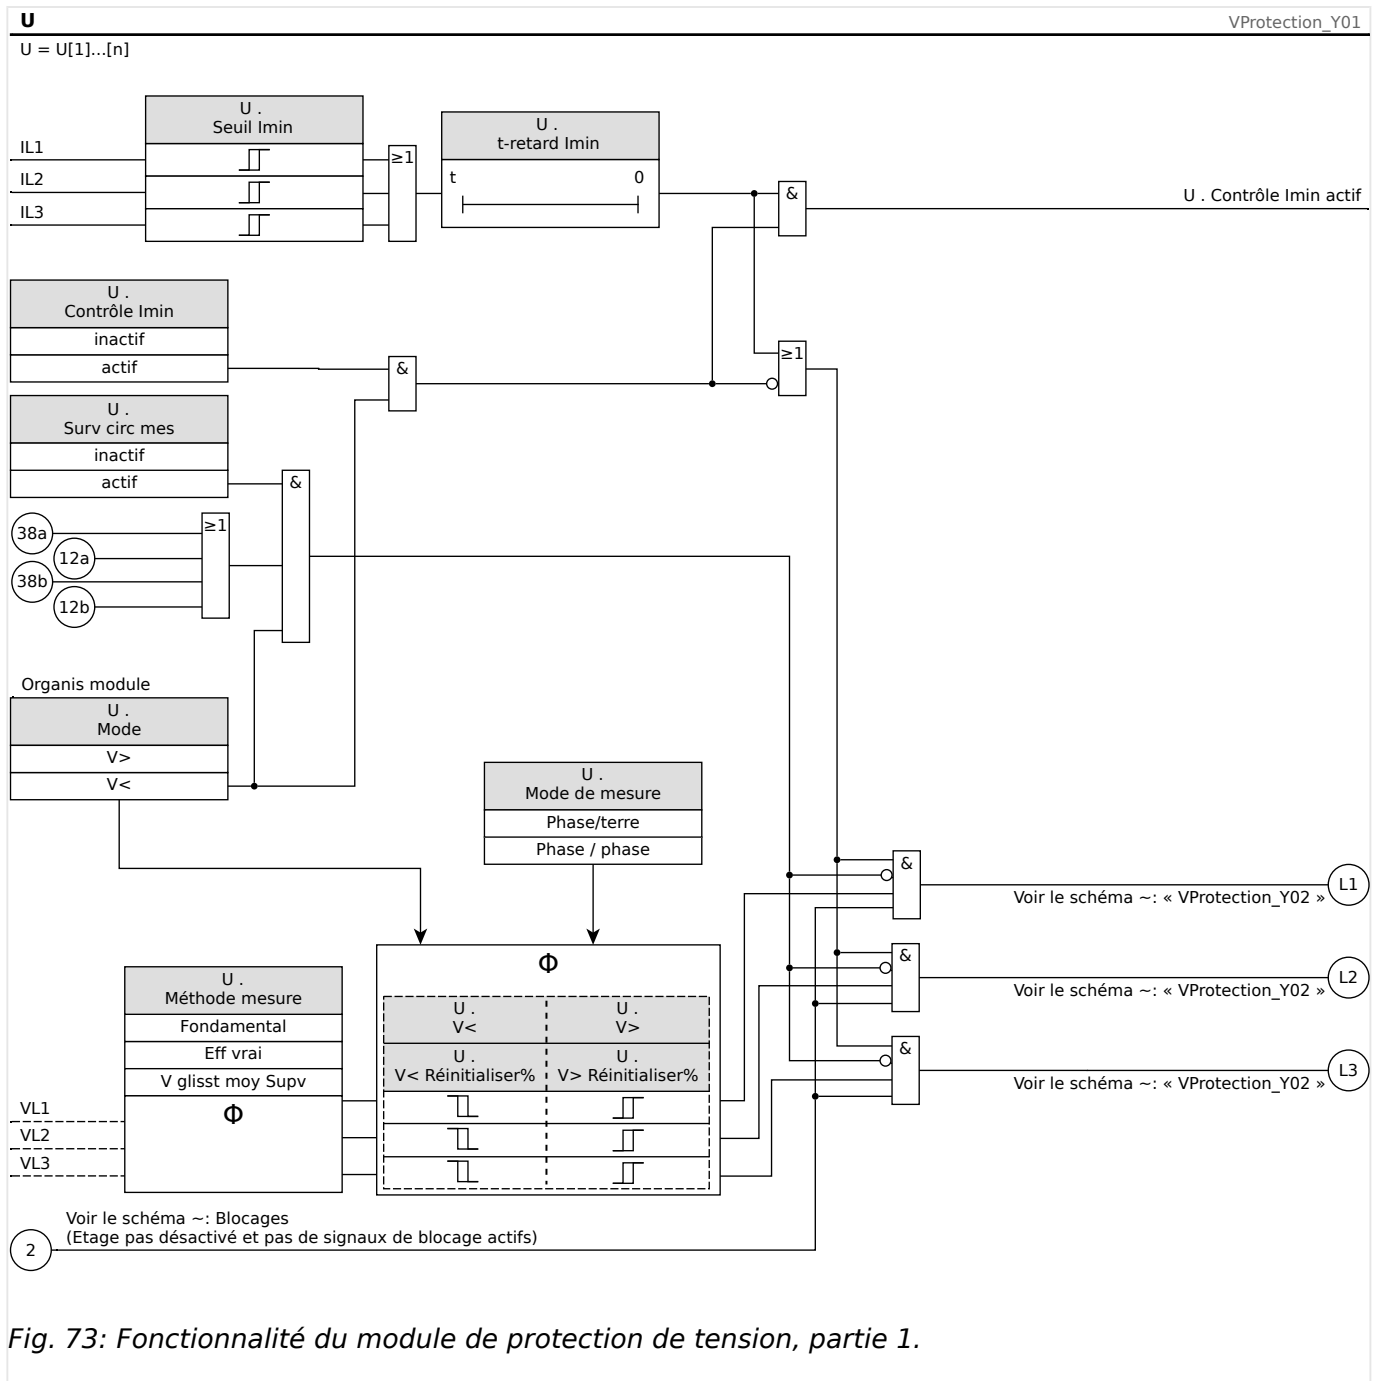 U
VProtection_Y01
U = U[1]...[n]
U .
Seuil Imin
IL1
IL2
IL3
≥1
U .
t-retard Imin
t
0
&
U . Contrôle Imin actif
U .
Contrôle Imin
inactif
actif
&
≥1
U .
Surv circ mes
inactif
actif
&
38a
12a
38b
12b
≥1
Organis module
U .
Mode
V>
V<
U .
Mode de mesure
Phase/terre
Phase / phase
&
L1
Voir le schéma ~: « VProtection_Y02 »
&
L2
Voir le schéma ~: « VProtection_Y02 »
&
L3
Voir le schéma ~: « VProtection_Y02 »
U .
Méthode mesure
Fondamental
Eff vrai
V glisst moy Supv
Φ
VL1
VL2
VL3
Φ
U .
V<
U .
V>
U .
V< Réinitialiser%
U .
V> Réinitialiser%
Voir le schéma ~: Blocages
(Etage pas désactivé et pas de signaux de blocage actifs)
2
Fig. 73: Fonctionnalité du module de protection de tension, partie 1.